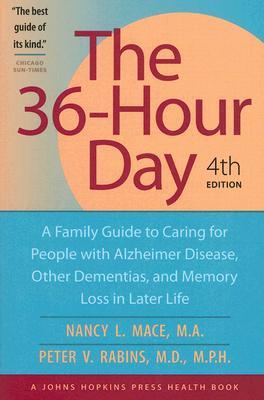 "The best
guide of
its kind."
CHICAGO
SUN-TIMES
The
36-Hour
Day
4th
EDITION
A Family Guide to Caring for
People with Alzheimer Disease,
Other Dementias, and Memory
Loss in Later Life
NANCY L. MACE, M.A.
PETER V. RABINS, M.D., M.P.H.
A JOHNS HOPKINS PRESS HEALTH BOOK